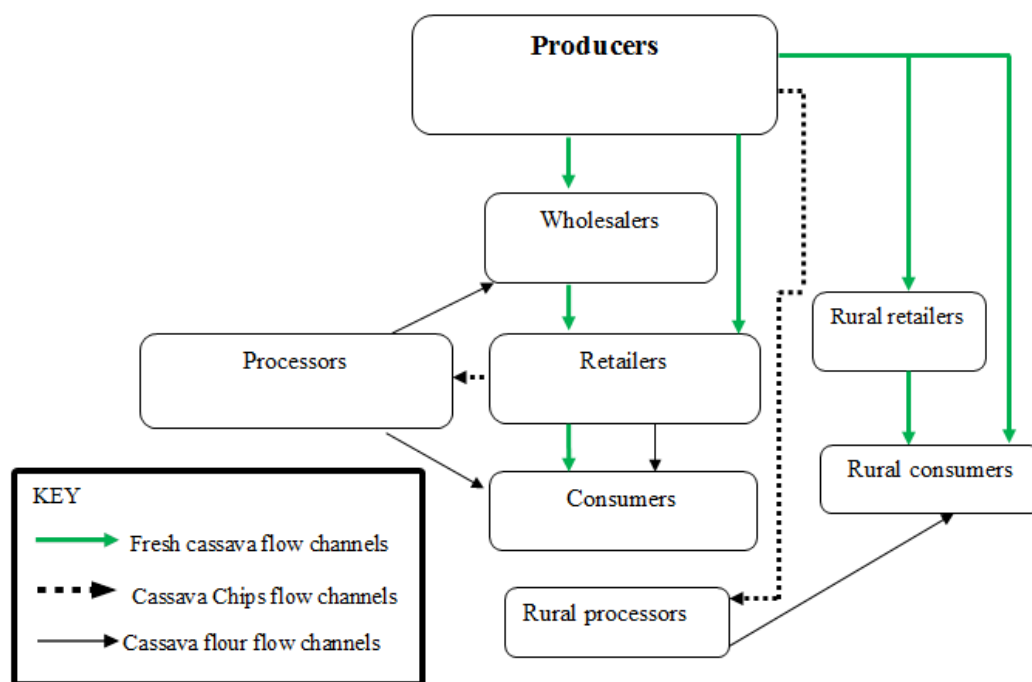 Producers
Wholesalers
Rural retailers
Processors
Retailers
Rural consumers
Consumers
Rural processors
KEY
Fresh cassava flow channels
Cassava Chips flow channels
Cassava flour flow channels